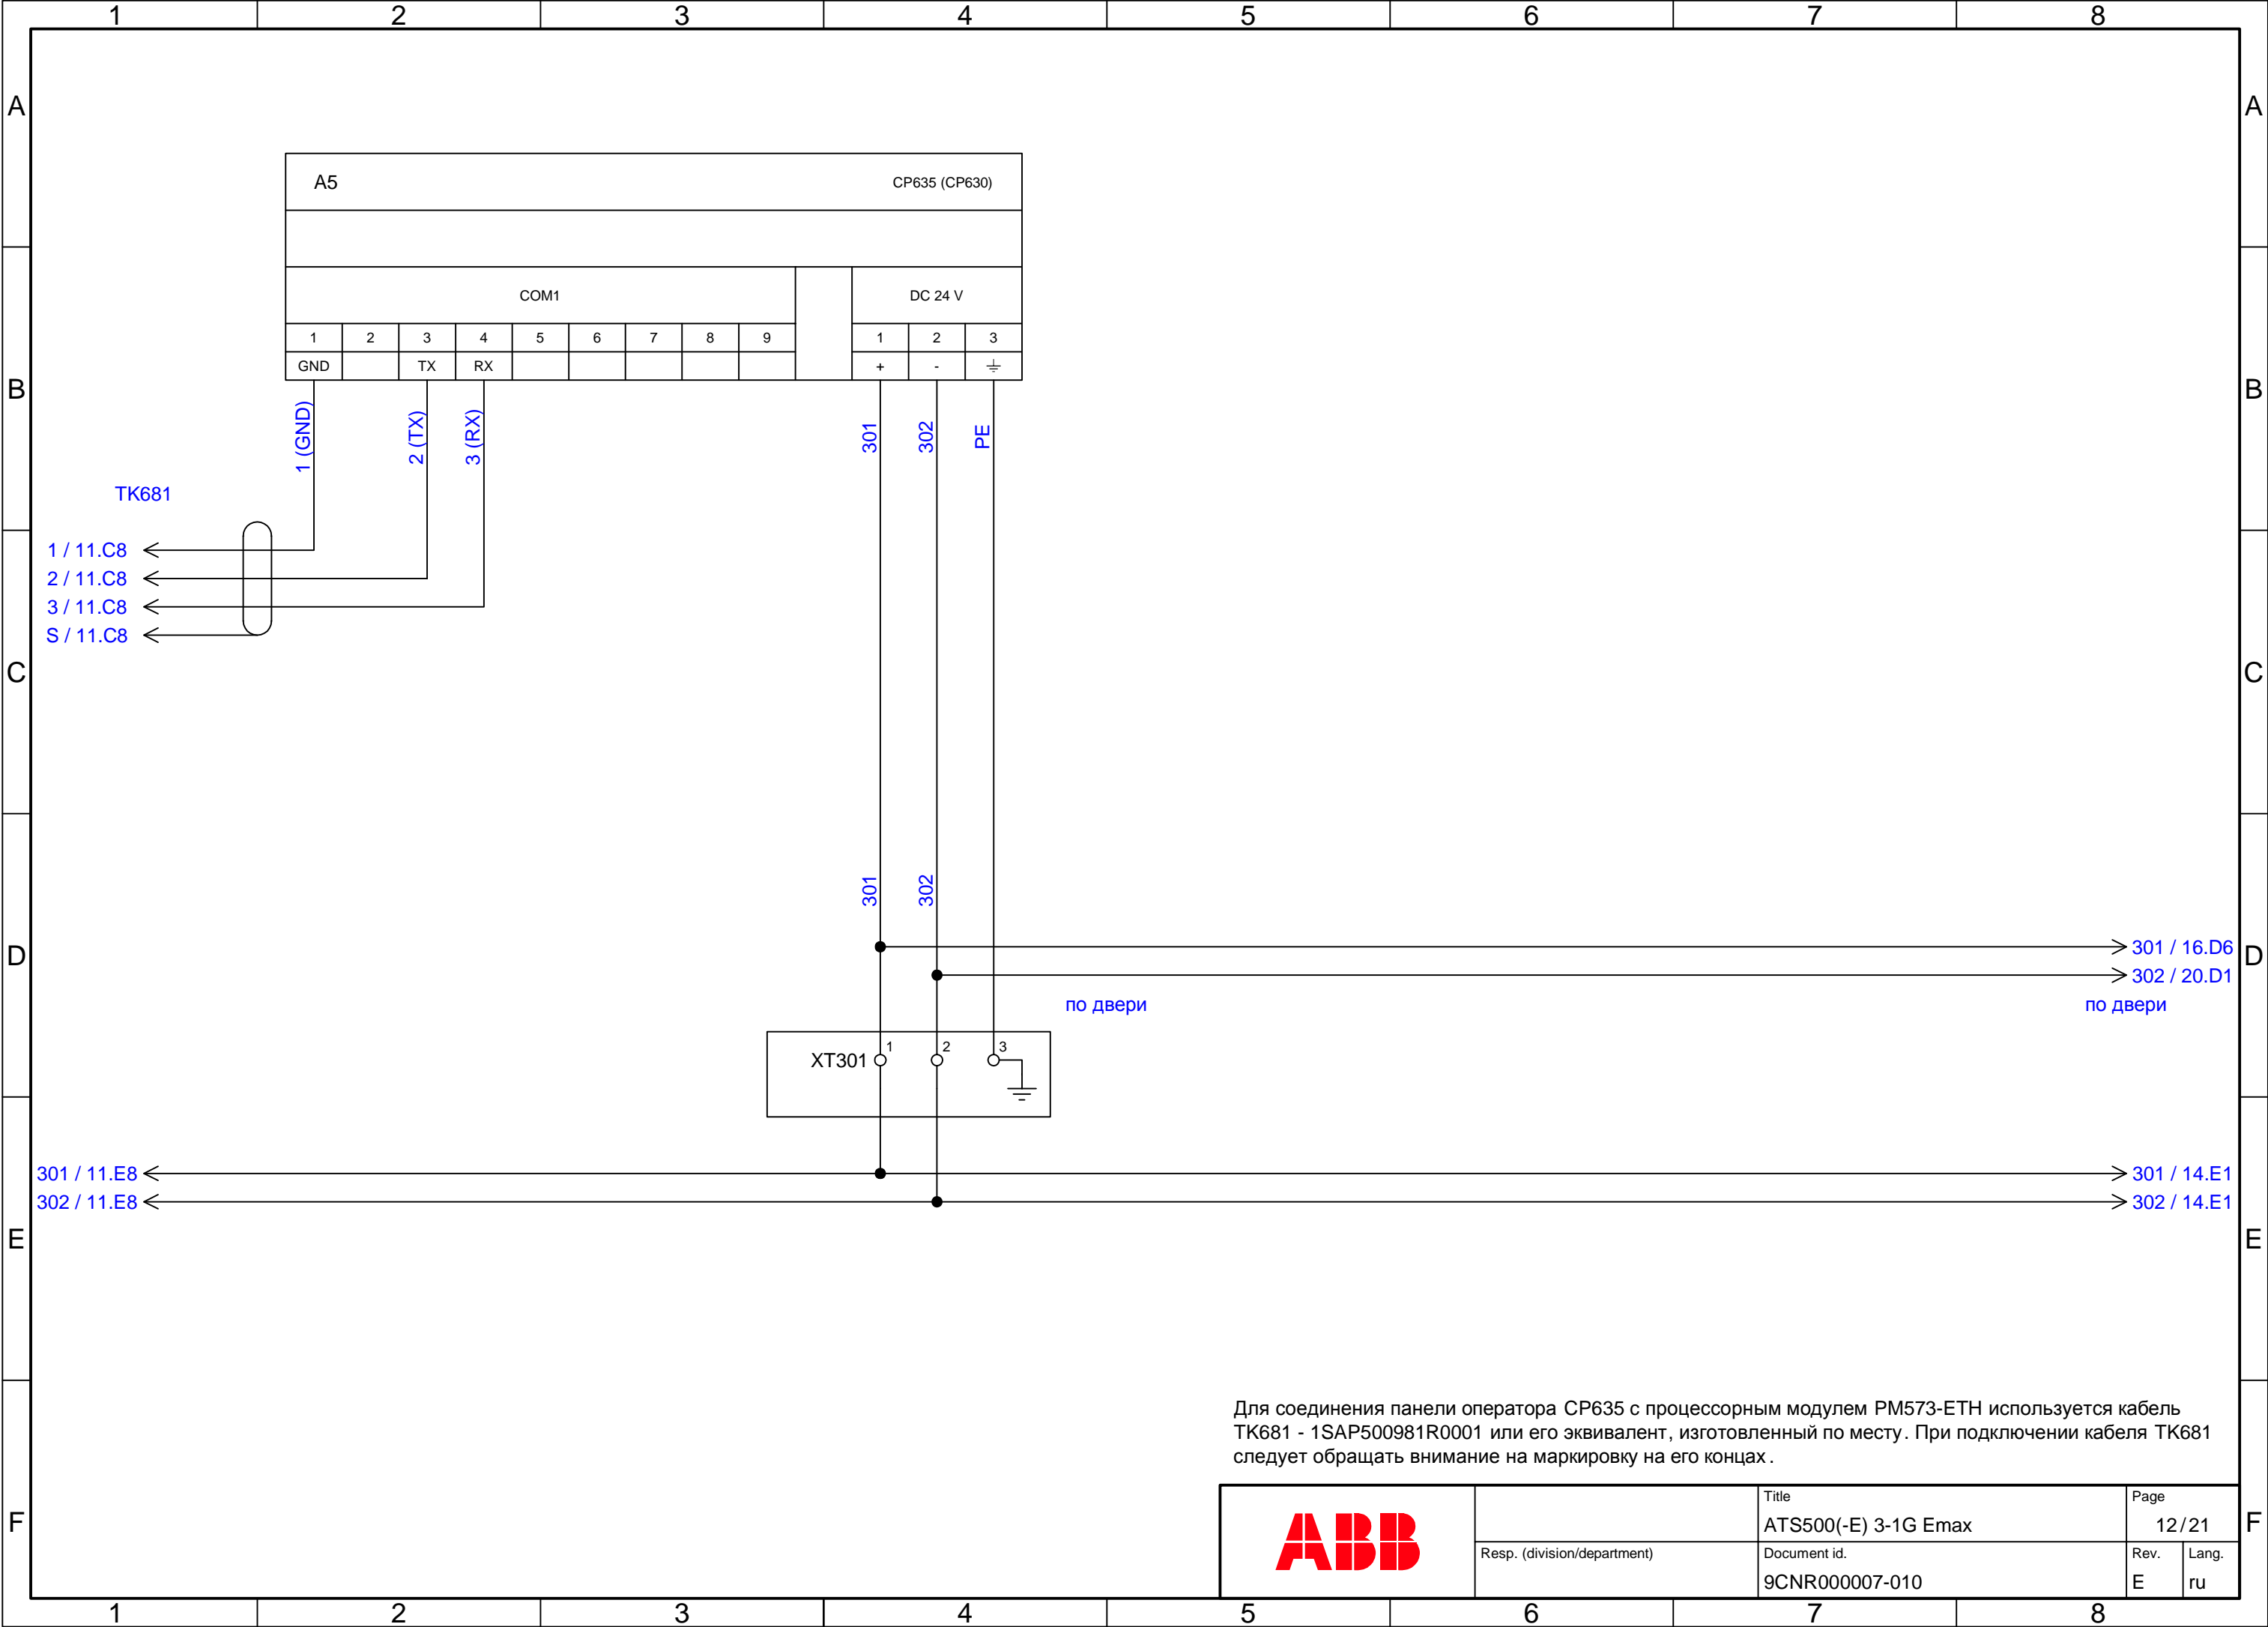 1 2 3 4 5 6 7 8
A A
A5 CP635 (CP630)
COM1 DC 24 V
1 2 3 4 5 6 7 8 9 1 2 3
GND TX RX + -
B B
1 (GND) 2 (TX) 3 (RX) 301 302 PE
TK681
1 / 11.C8
2 / 11.C8
3 / 11.C8
S / 11.C8
C C
301 302
301 / 16.D6
D D
302 / 20.D1
по двери по двери
XT301 1 2 3
301 / 11.E8 301 / 14.E1
302 / 11.E8 302 / 14.E1
E E
Для соединения панели оператора CP635 с процессорным модулем PM573-ETH используется кабель
TK681 - 1SAP500981R0001 или его эквивалент, изготовленный по месту. При подключении кабеля TK681
следует обращать внимание на маркировку на его концах.
F F
ABB
Title Page
ATS500(-E) 3-1G Emax 12/21
Resp. (division/department) Document id. Rev. Lang.
9CNR000007-010 E ru
1 2 3 4 5 6 7 8